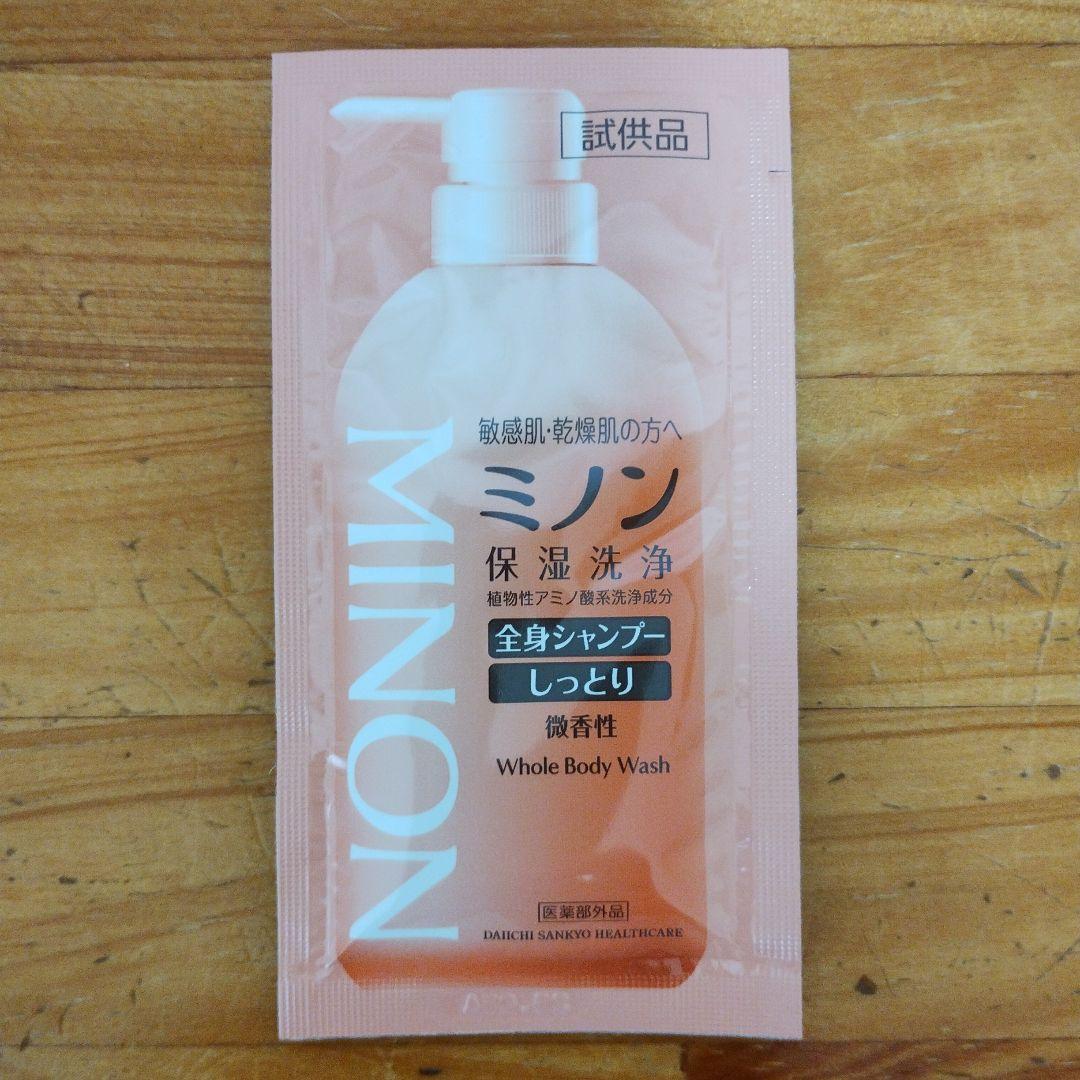 試供品
敏感肌・乾燥肌の方へ
ミノン
保湿洗浄
植物性アミノ酸系洗浄成分
全身シャンプー
しっとり
微香性
Whole Body Wash
医薬部外品
DAIICHI SANKYO HEALTHCARE
MINON